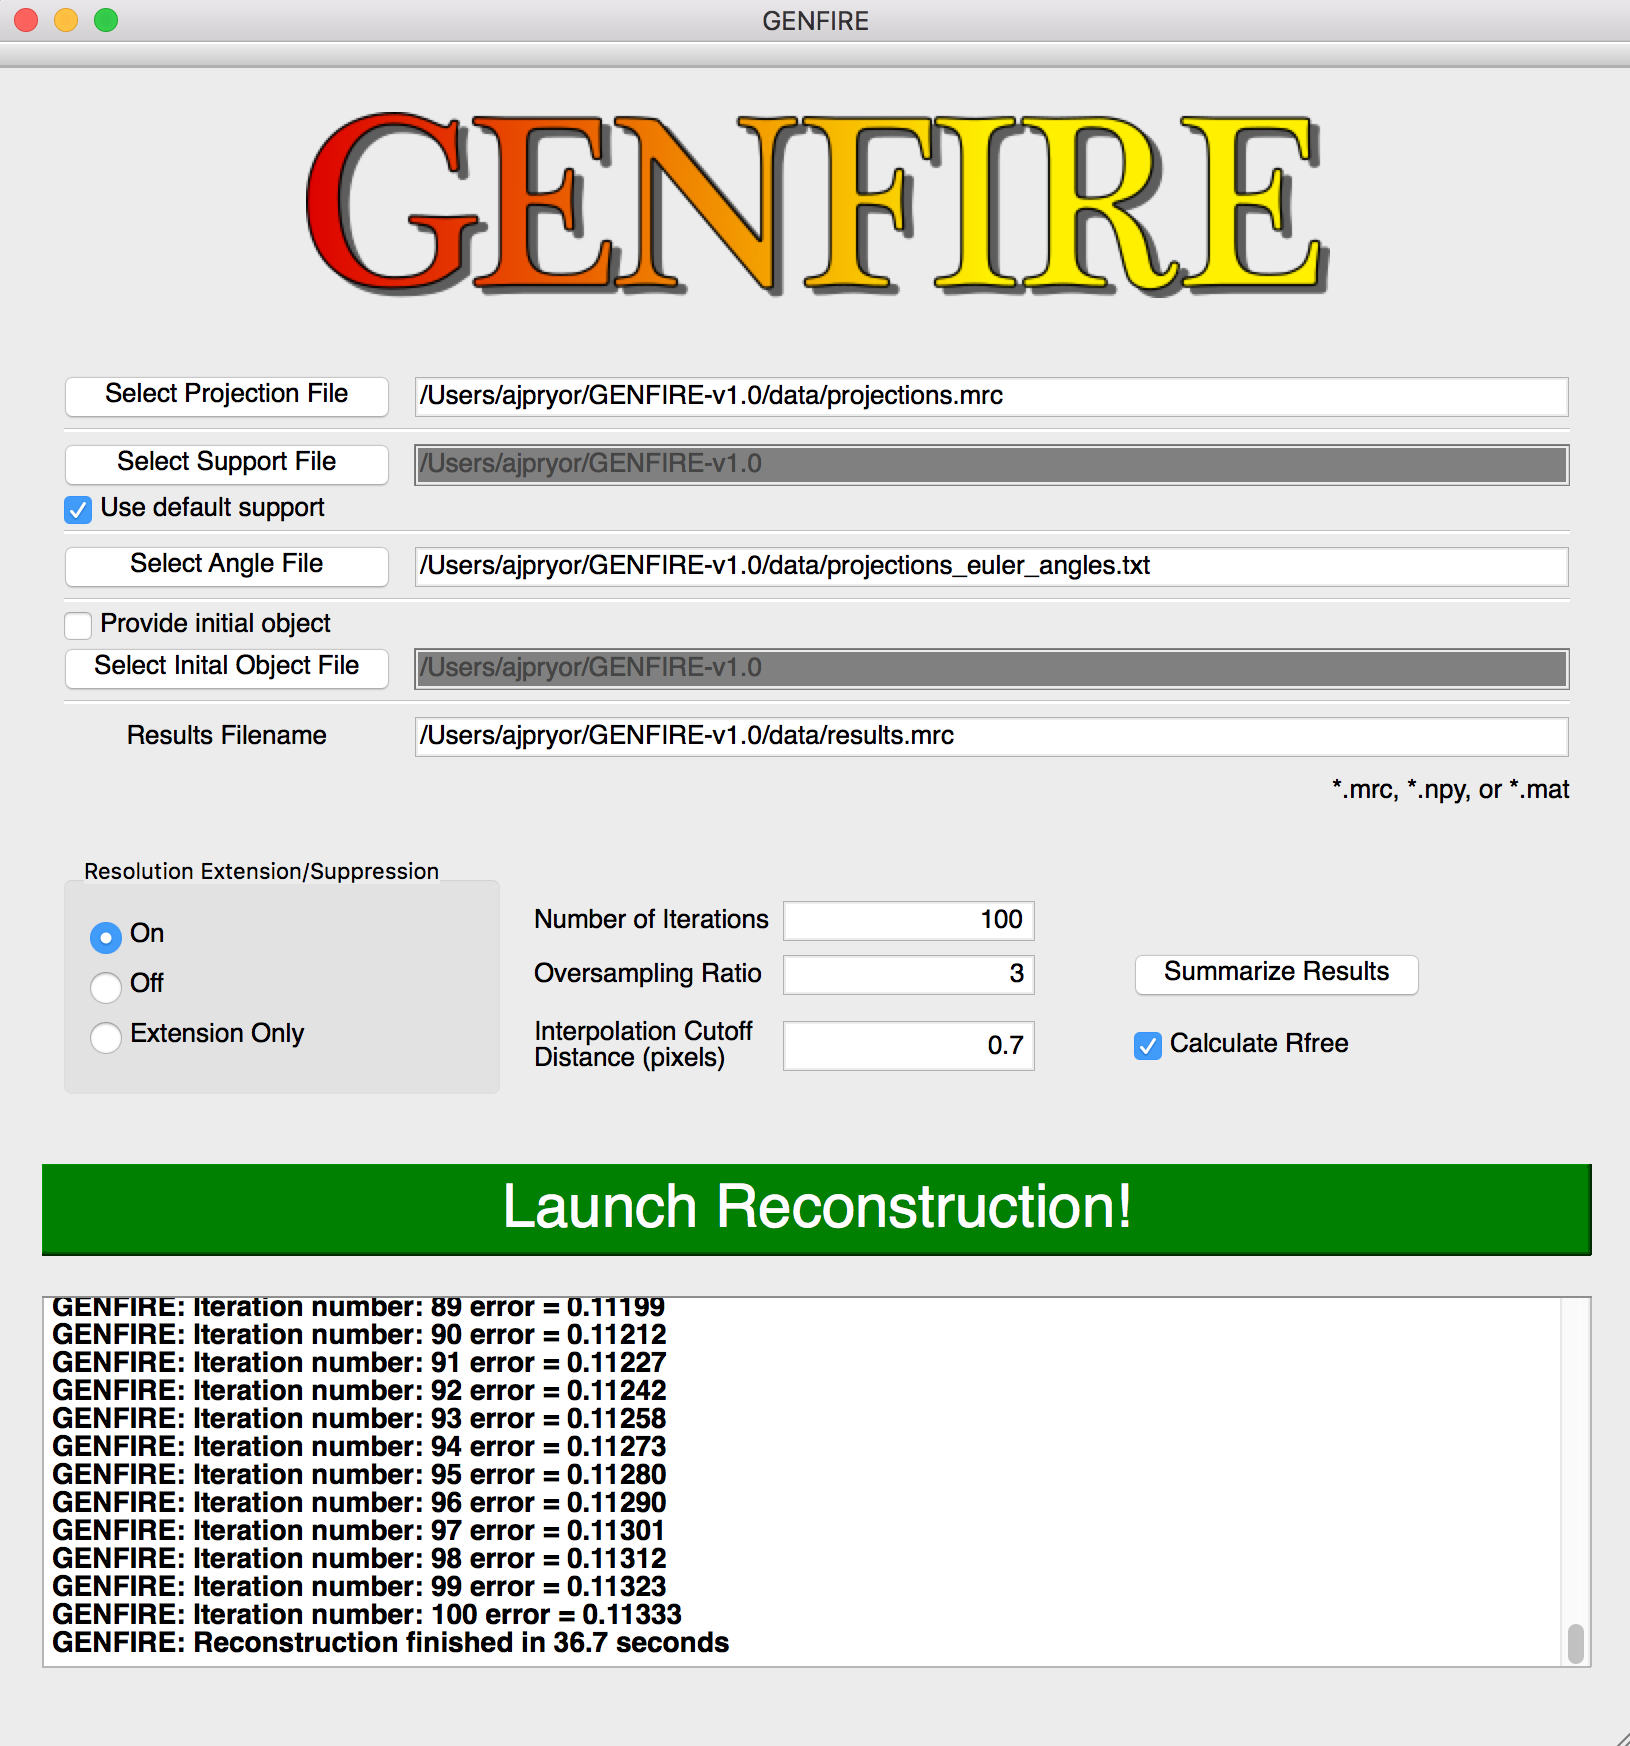 GENFIRE
GENFIRE
Select Projection File /Users/ajpryor/GENFIRE-v1.0/data/projections.mrc
Select Support File /Users/ajpryor/GENFIRE-v1.0
Use default support
Select Angle File /Users/ajpryor/GENFIRE-v1.0/data/projections_euler_angles.txt
Provide initial object
Select Inital Object File /Users/ajpryor/GENFIRE-v1.0
Results Filename /Users/ajpryor/GENFIRE-v1.0/data/results.mrc
*.mrc, *.npy, or *.mat
Resolution Extension/Suppression
On
Off
Extension Only
Number of Iterations 100
Oversampling Ratio 3
Interpolation Cutoff
Distance (pixels) 0.7
Summarize Results
Calculate Rfree
Launch Reconstruction!
GENFIRE: Iteration number: 89 error = 0.11199
GENFIRE: Iteration number: 90 error = 0.11212
GENFIRE: Iteration number: 91 error = 0.11227
GENFIRE: Iteration number: 92 error = 0.11242
GENFIRE: Iteration number: 93 error = 0.11258
GENFIRE: Iteration number: 94 error = 0.11273
GENFIRE: Iteration number: 95 error = 0.11280
GENFIRE: Iteration number: 96 error = 0.11290
GENFIRE: Iteration number: 97 error = 0.11301
GENFIRE: Iteration number: 98 error = 0.11312
GENFIRE: Iteration number: 99 error = 0.11323
GENFIRE: Iteration number: 100 error = 0.11333
GENFIRE: Reconstruction finished in 36.7 seconds